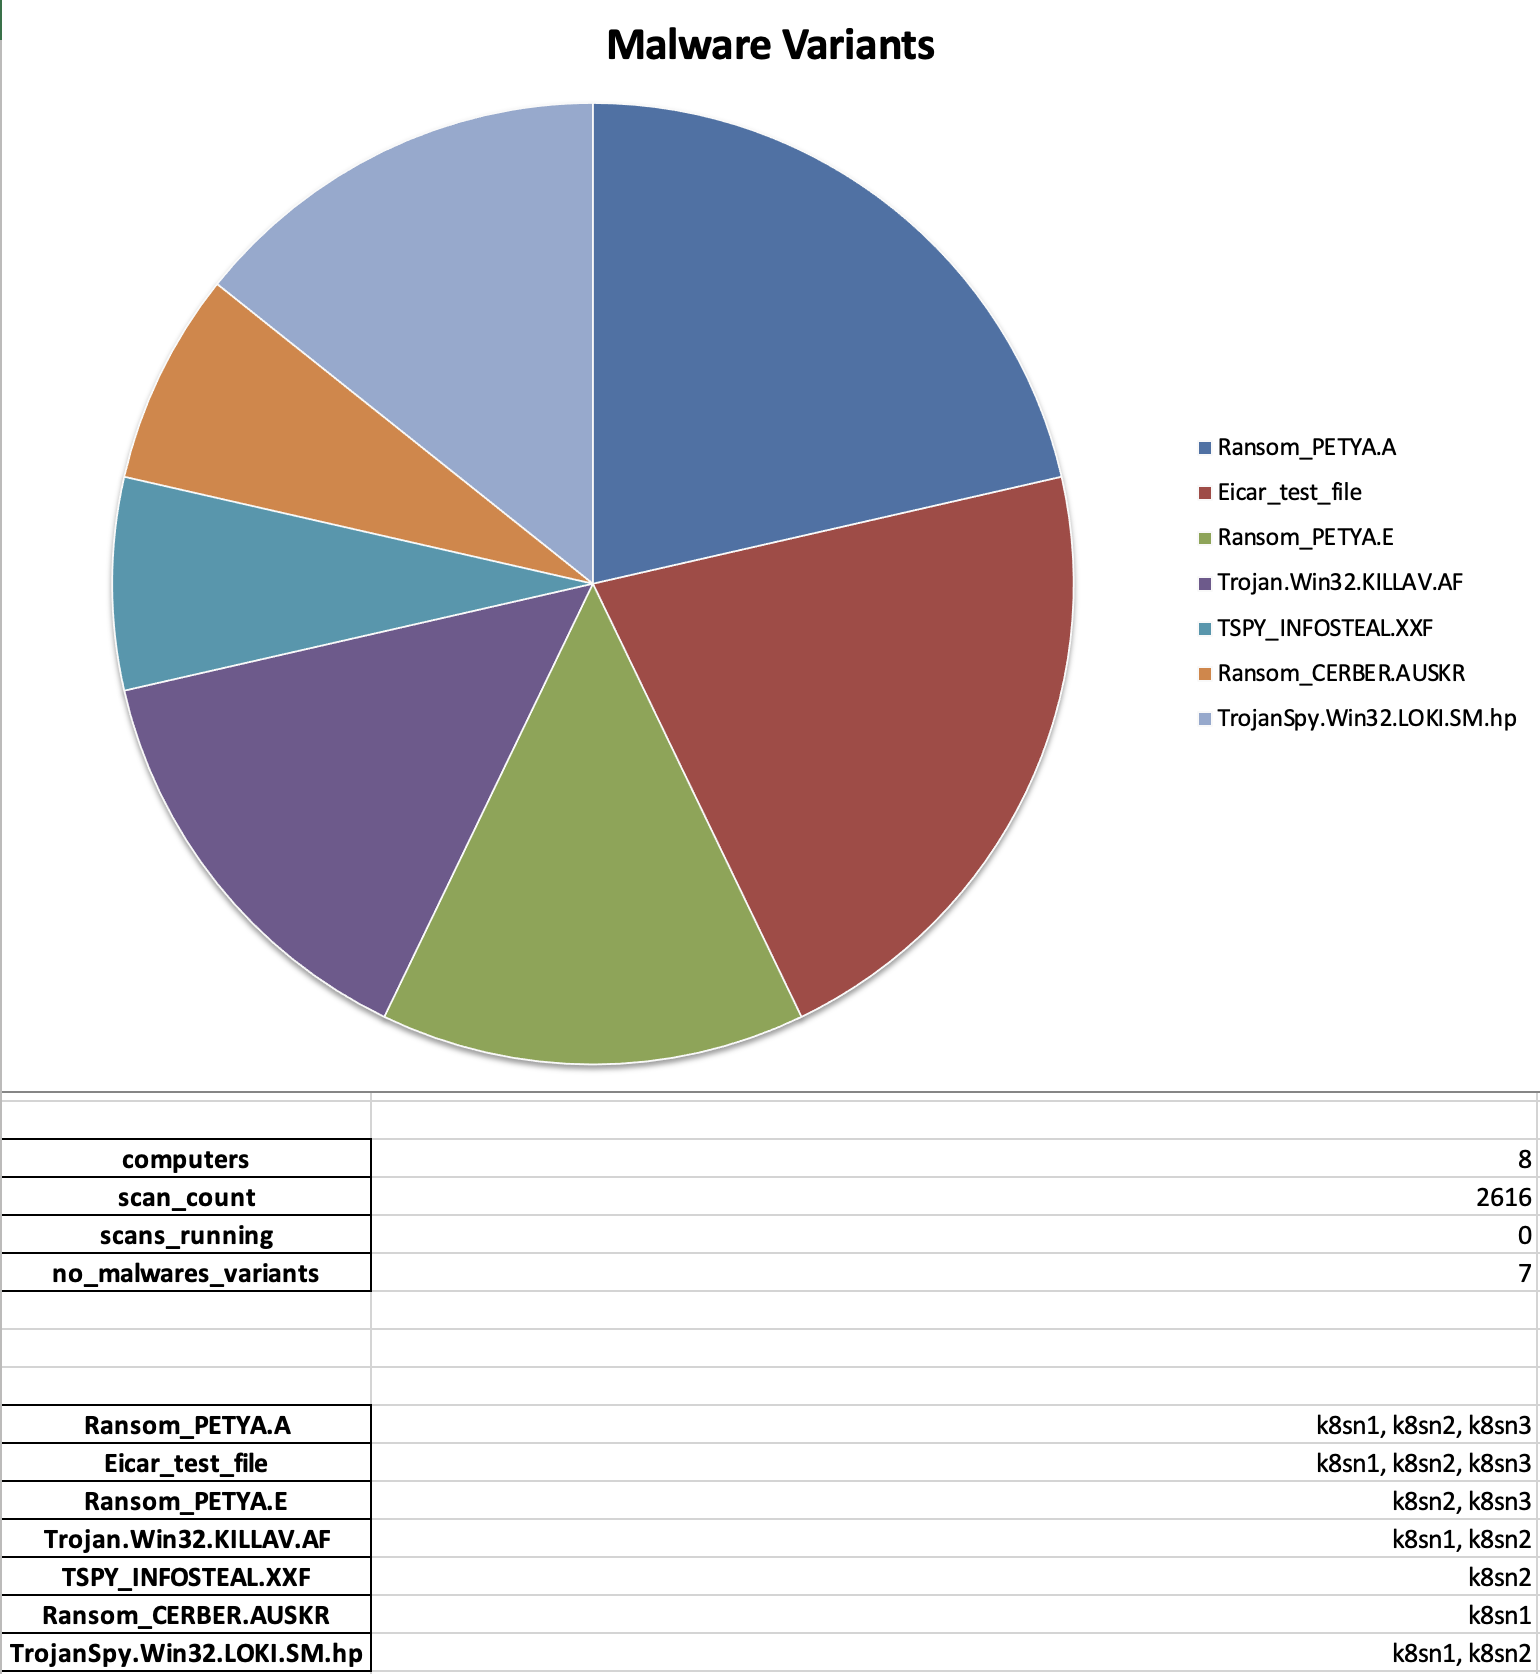 Malware Variants
Ransom_PETYA.A
Eicar_test_file
Ransom_PETYA.E
Trojan.Win32.KILLAV.AF
TSPY_INFOSTEAL.XXF
Ransom_CERBER.AUSKR
TrojanSpy.Win32.LOKI.SM.hp
computers 8
scan_count 2616
scans_running 0
no_malwares_variants 7
Ransom_PETYA.A k8sn1, k8sn2, k8sn3
Eicar_test_file k8sn1, k8sn2, k8sn3
Ransom_PETYA.E k8sn2, k8sn3
Trojan.Win32.KILLAV.AF k8sn1, k8sn2
TSPY_INFOSTEAL.XXF k8sn2
Ransom_CERBER.AUSKR k8sn1
TrojanSpy.Win32.LOKI.SM.hp k8sn1, k8sn2